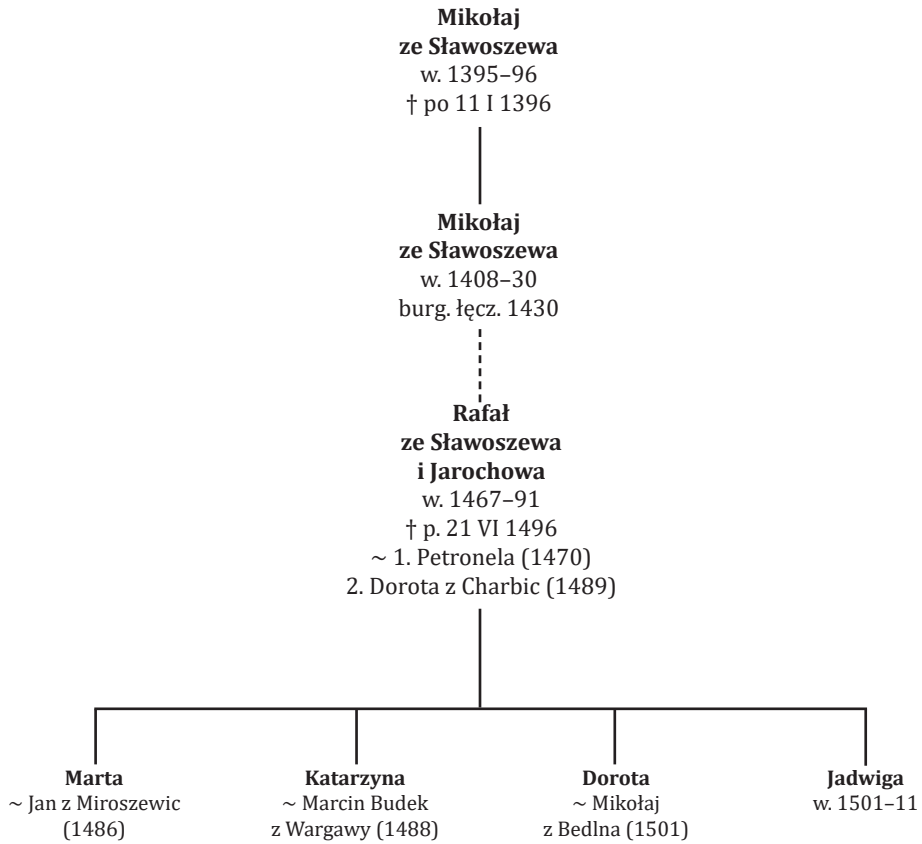 Mikołaj
ze Sławoszewa
w. 1395–96
† po 11 I 1396
Mikołaj
ze Sławoszewa
w. 1408–30
burg. łęcz. 1430
Rafał
ze Sławoszewa
i Jarochowa
w. 1467–91
† p. 21 VI 1496
~ 1. Petronela (1470)
2. Dorota z Charbic (1489)
Marta
~ Jan z Miroszewic
(1486)
Katarzyna
~ Marcin Budek
z Wargawy (1488)
Dorota
~ Mikołaj
z Bedlna (1501)
Jadwiga
w. 1501–11